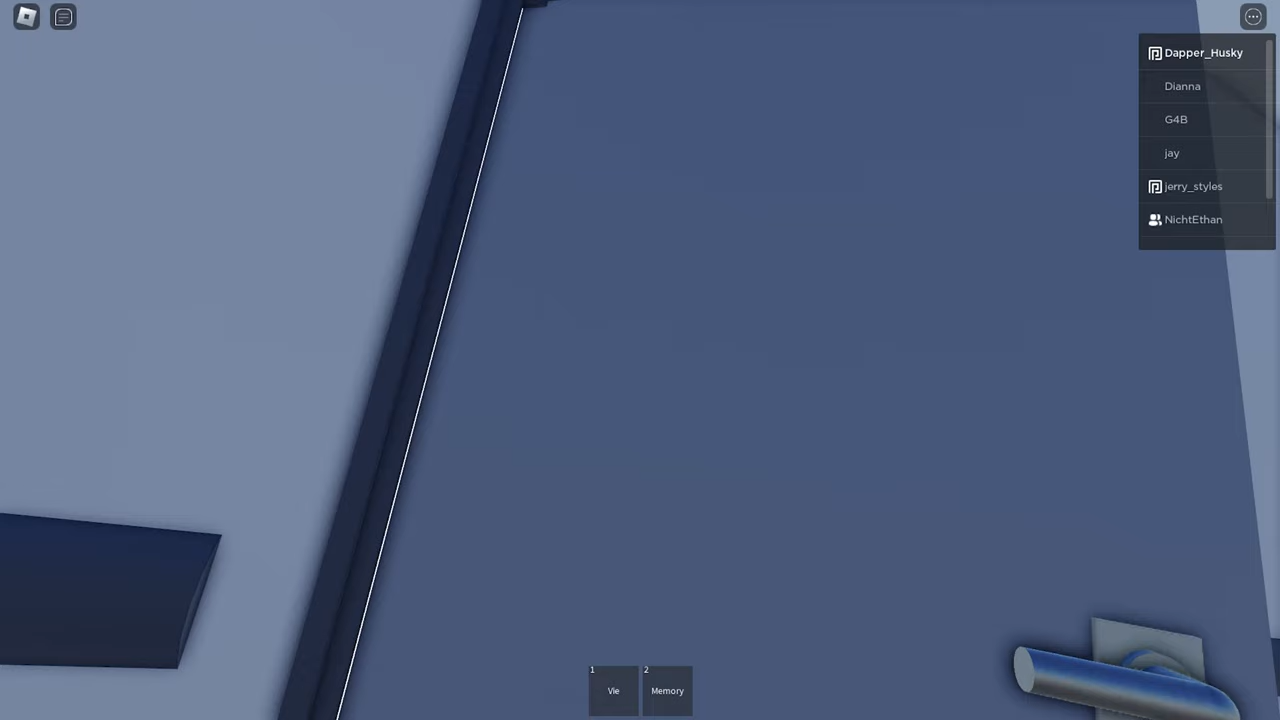 Dapper_Husky
Dianna
G4B
jay
jerry_styles
NichtEthan
1
Vie
2
Memory